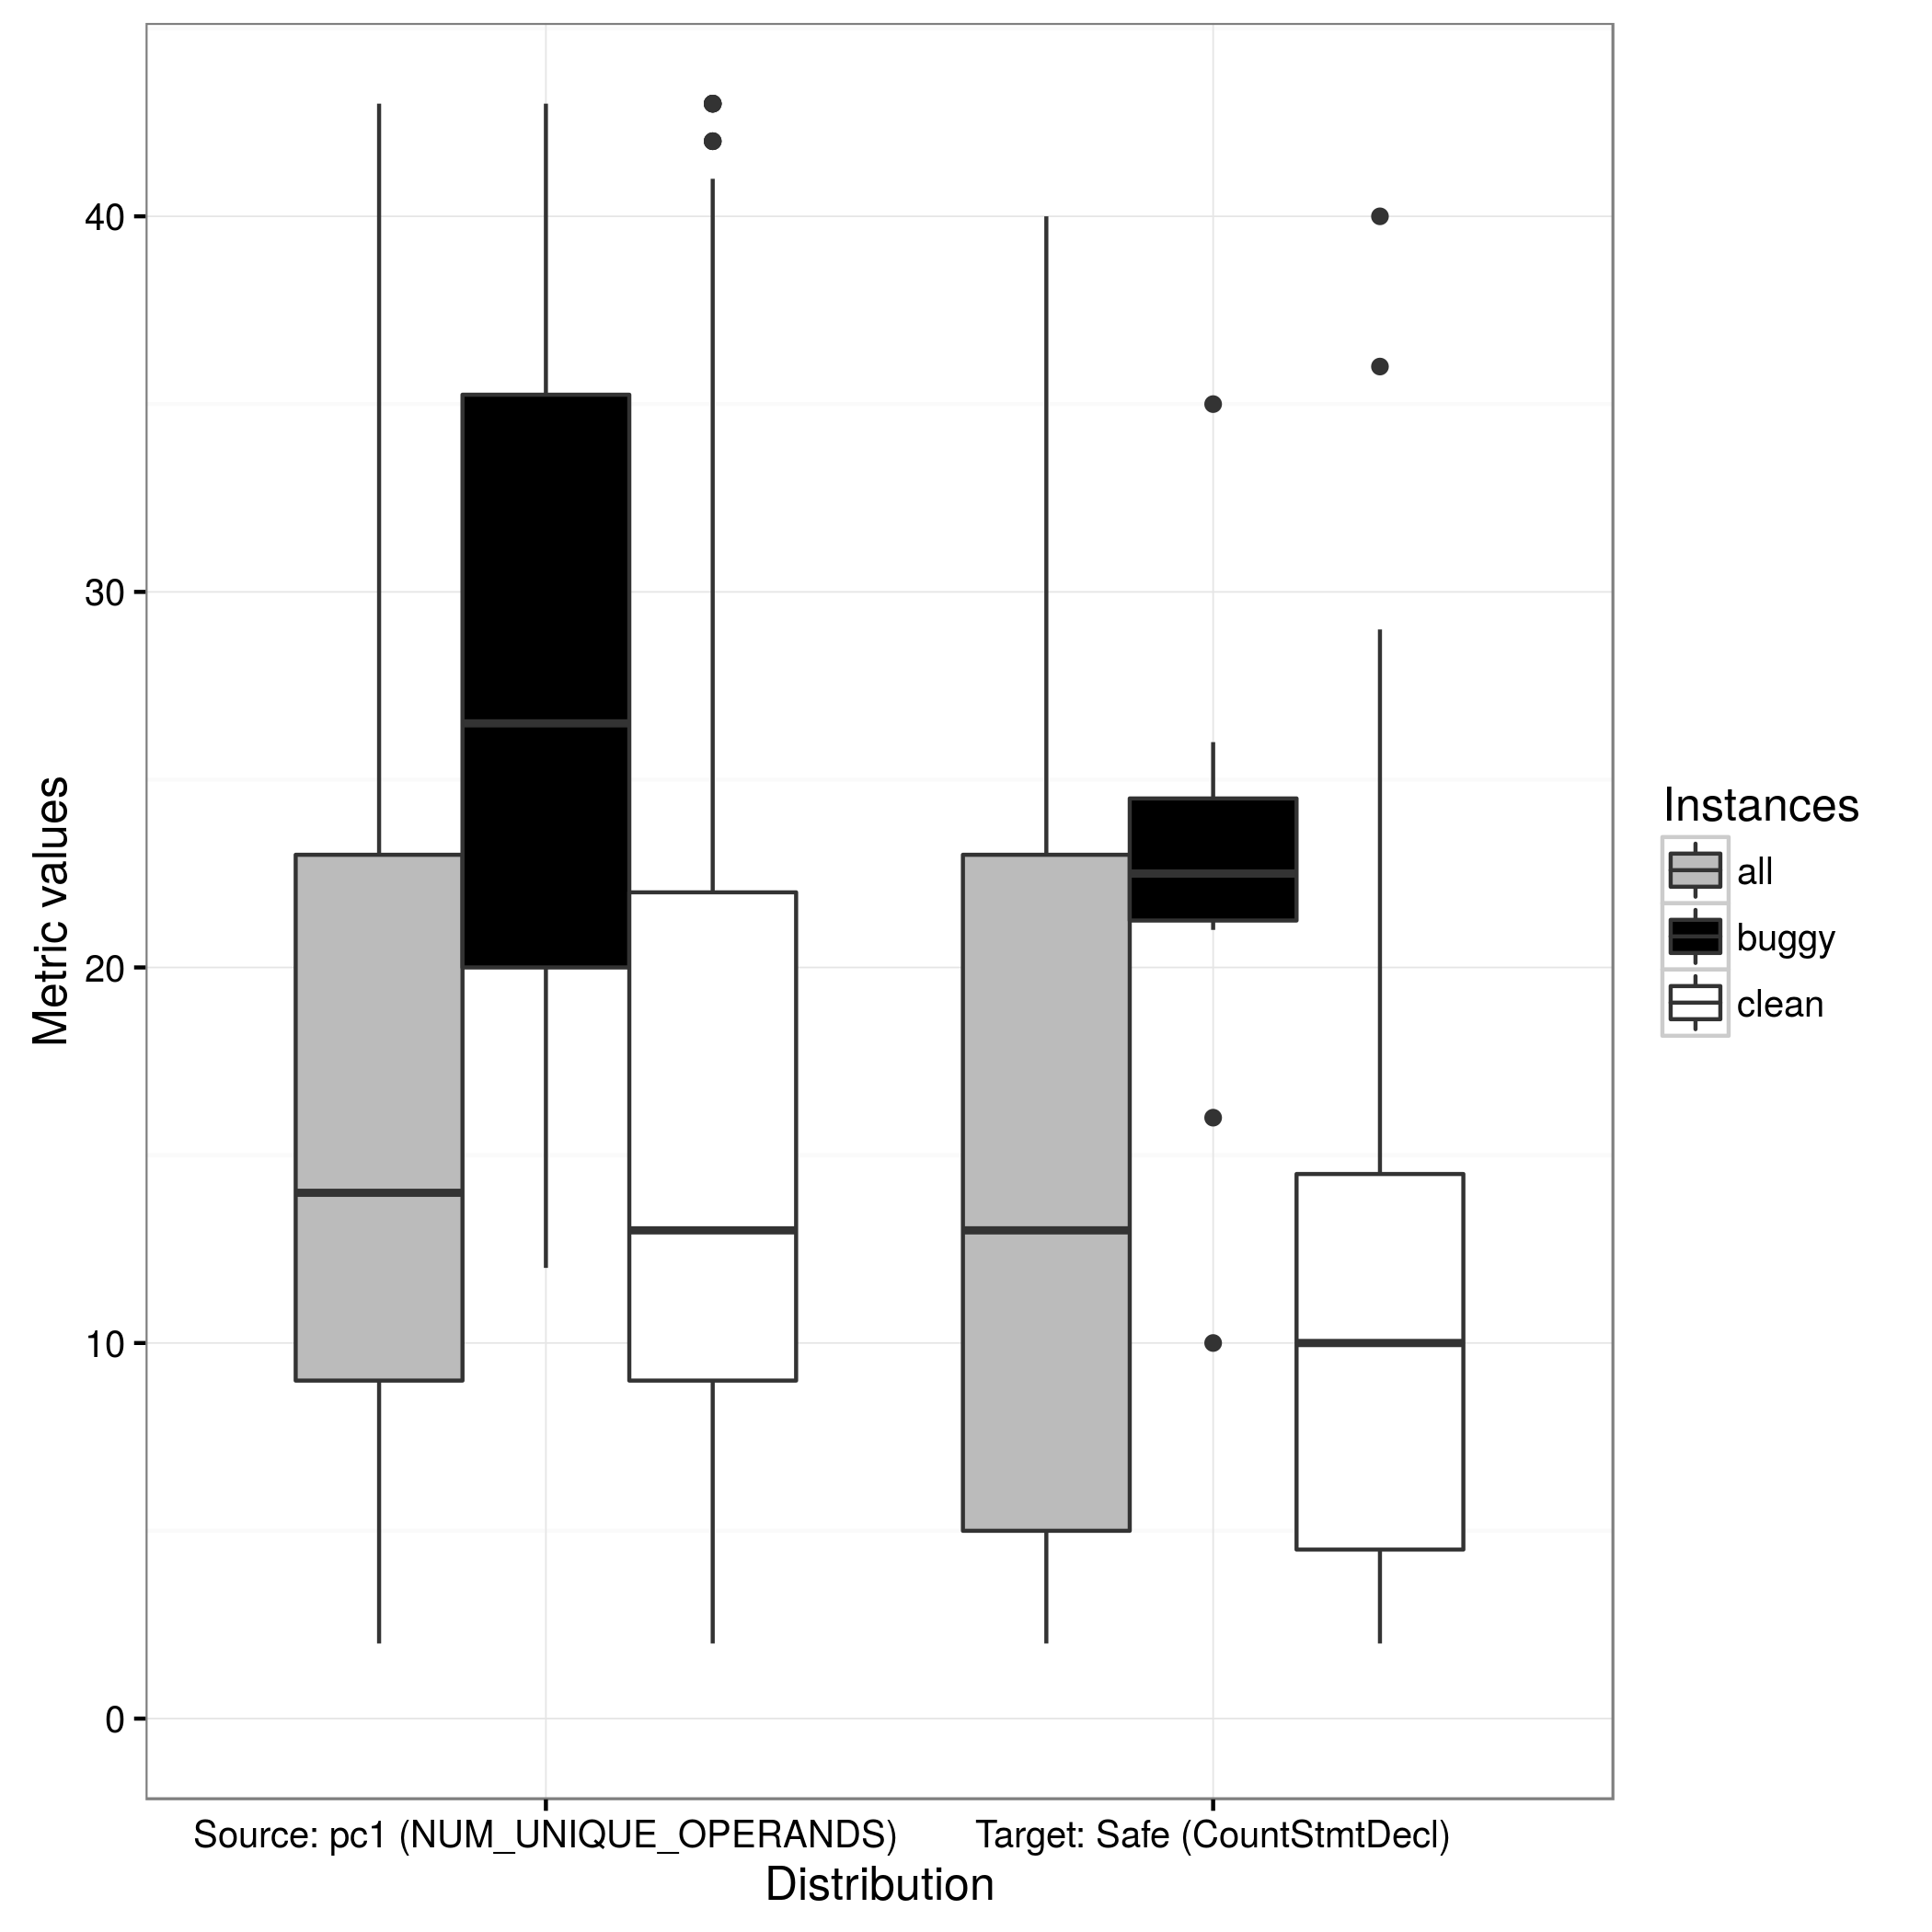 Metric values
40
30
20
10
0
Source: pc1 (NUM_UNIQUE_OPERANDS)
Target: Safe (CountStmtDecl)
Distribution
Instances
all
buggy
clean